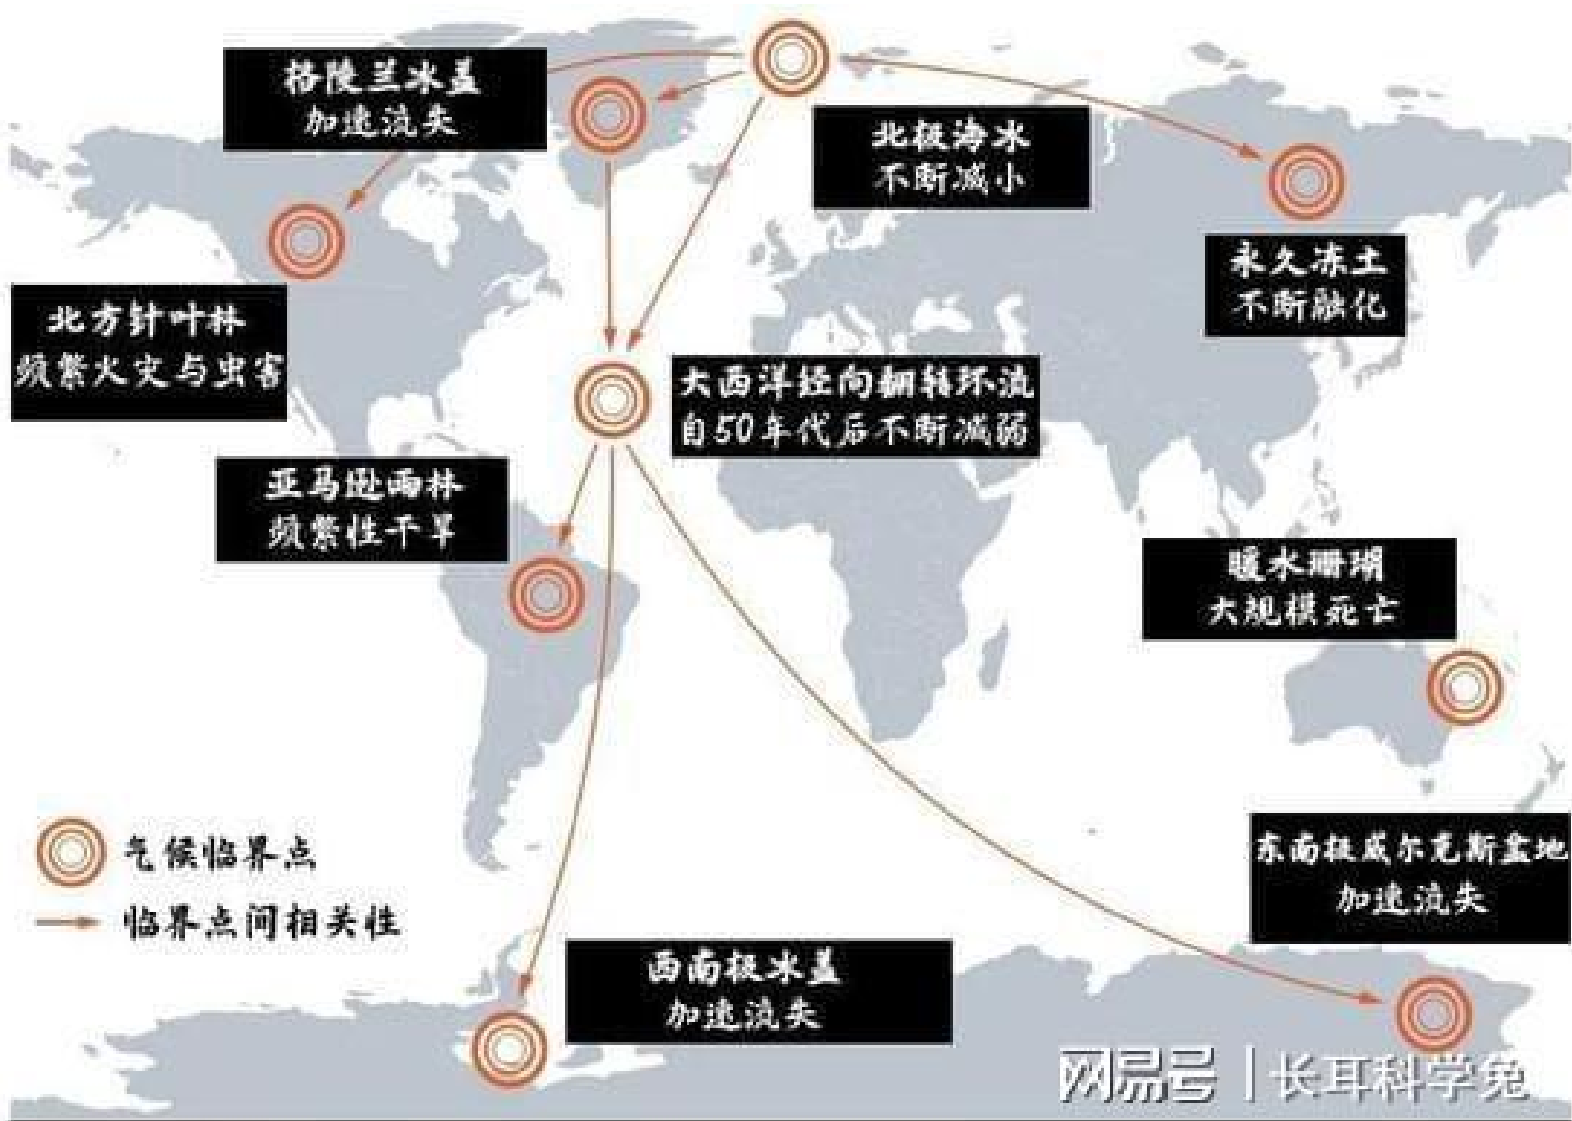 格陵兰冰盖
加速流失
北极海冰
不断减小
永久冻土
不断融化
北方针叶林
频繁火灾与虫害
大西洋经向翻转环流
自50年代后不断减弱
亚马逊雨林
频繁性干旱
暖水珊瑚
大规模死亡
气候临界点
临界点间相关性
东南极威尔克斯盆地
加速流失
西南极冰盖
加速流失
网易号 | 长耳科学兔